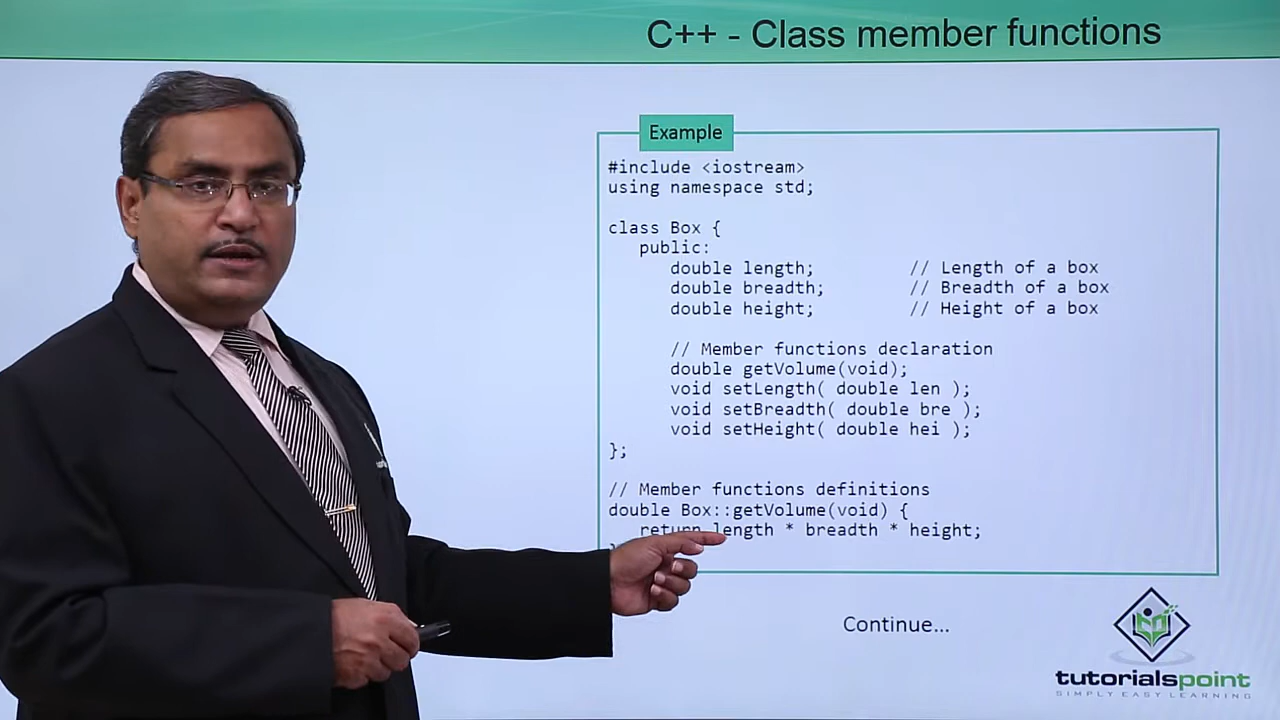 C++ - Class member functions
Example
#include <iostream>
using namespace std;
class Box {
public:
double length; // Length of a box
double breadth; // Breadth of a box
double height; // Height of a box
// Member functions declaration
double getVolume(void);
void setLength( double len );
void setBreadth( double bre );
void setHeight( double hei );
};
// Member functions definitions
double Box::getVolume(void) {
return length * breadth * height;
Continue...
tutorialspoint
SIMPLY EASY LEARNING